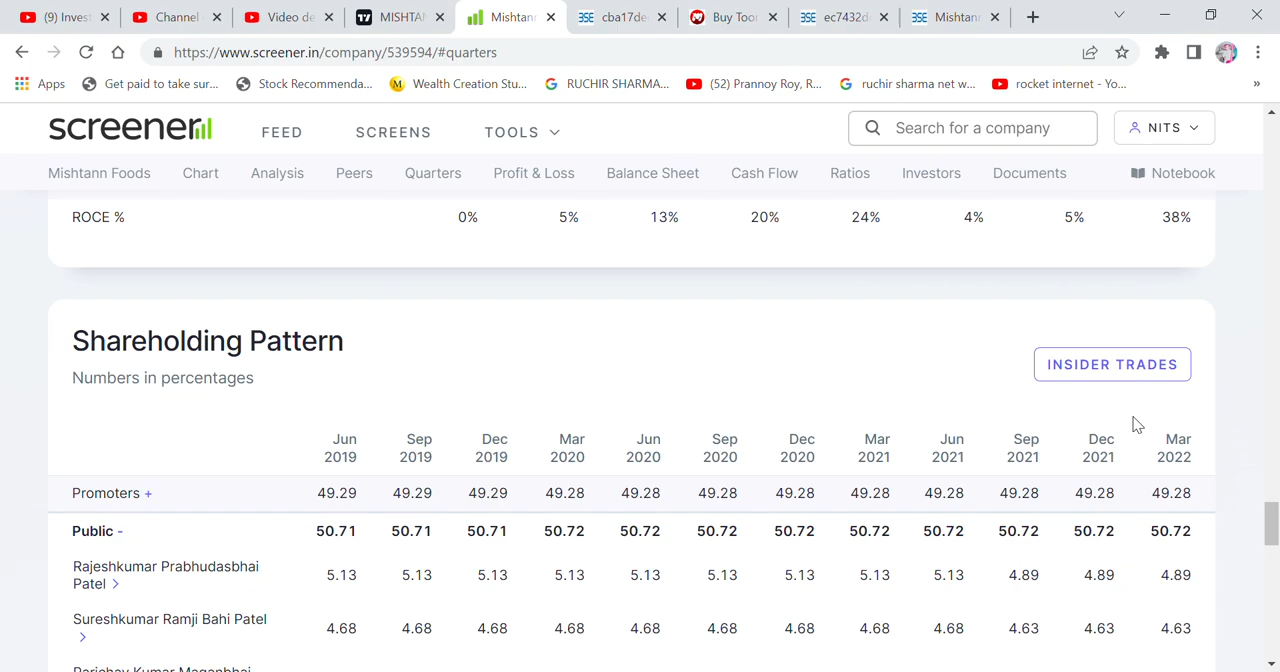 (9) Invest
Channel
Video de
MISHTAN
Mishtann
cba17de
Buy Toor
ec7432d
Mishtann
https://www.screener.in/company/539594/#quarters
Apps
Get paid to take sur...
Stock Recommenda...
Wealth Creation Stu...
RUCHIR SHARMA...
(52) Prannoy Roy, R...
ruchir sharma net w...
rocket internet - Yo...
»
screener
FEED
SCREENS
TOOLS
Search for a company
NITS
Mishtann Foods
Chart
Analysis
Peers
Quarters
Profit & Loss
Balance Sheet
Cash Flow
Ratios
Investors
Documents
Notebook
ROCE % 0% 5% 13% 20% 24% 4% 5% 38%
Shareholding Pattern
Numbers in percentages
INSIDER TRADES
Jun Sep Dec Mar Jun Sep Dec Mar Jun Sep Dec Mar
2019 2019 2019 2020 2020 2020 2020 2021 2021 2021 2021 2022
Promoters + 49.29 49.29 49.29 49.28 49.28 49.28 49.28 49.28 49.28 49.28 49.28 49.28
Public - 50.71 50.71 50.71 50.72 50.72 50.72 50.72 50.72 50.72 50.72 50.72 50.72
Rajeshkumar Prabhudasbhai
Patel > 5.13 5.13 5.13 5.13 5.13 5.13 5.13 5.13 5.13 4.89 4.89 4.89
Sureshkumar Ramji Bahi Patel
> 4.68 4.68 4.68 4.68 4.68 4.68 4.68 4.68 4.68 4.63 4.63 4.63
Parichay Kumar Maganbhai